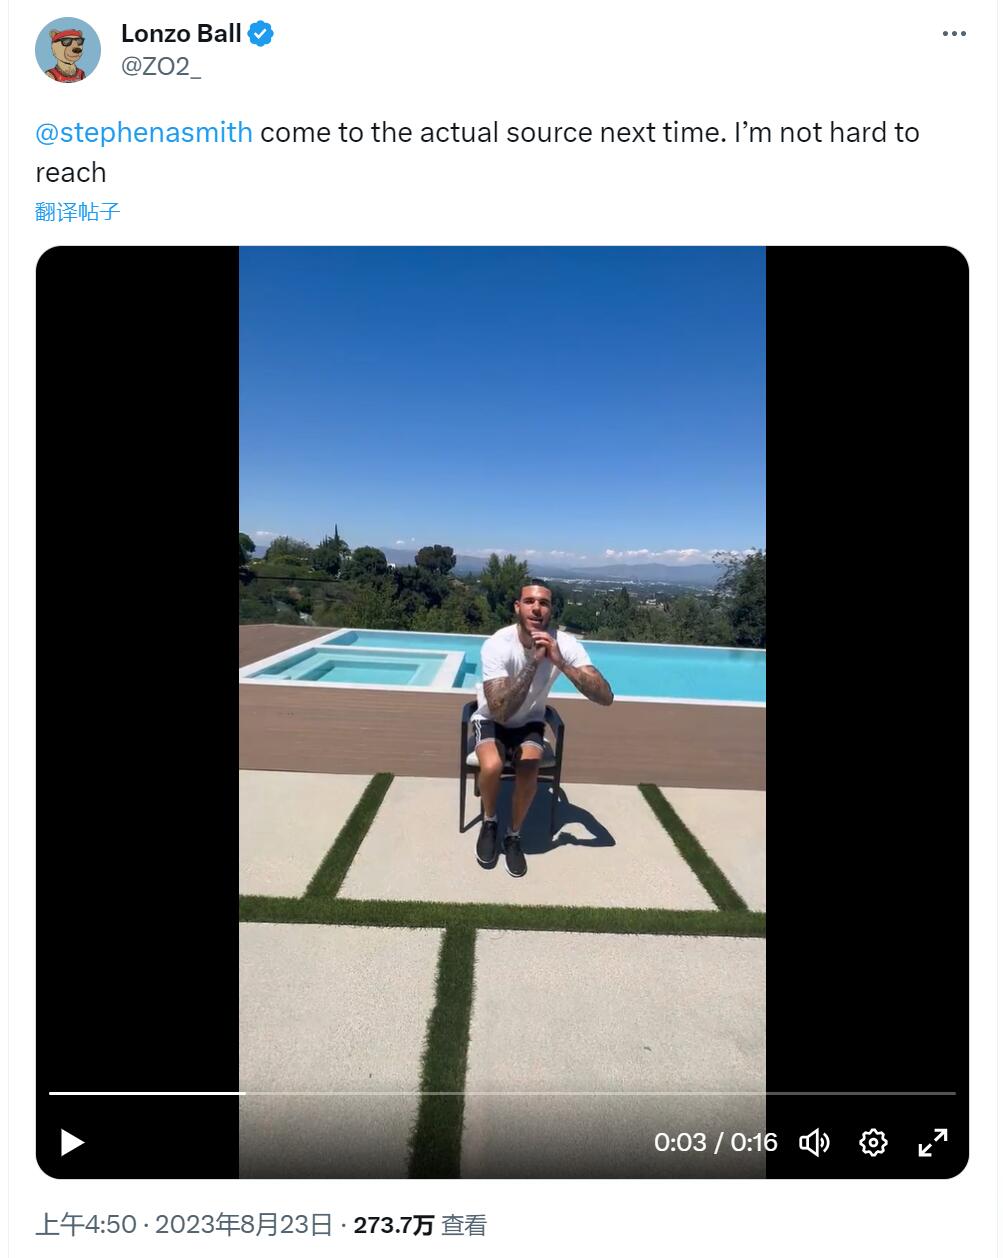 Lonzo Ball
@ZO2_
@stephenasmith come to the actual source next time. I’m not hard to
reach
翻译帖子
0:03 / 0:16
上午4:50 · 2023年8月23日 · 273.7万 查看